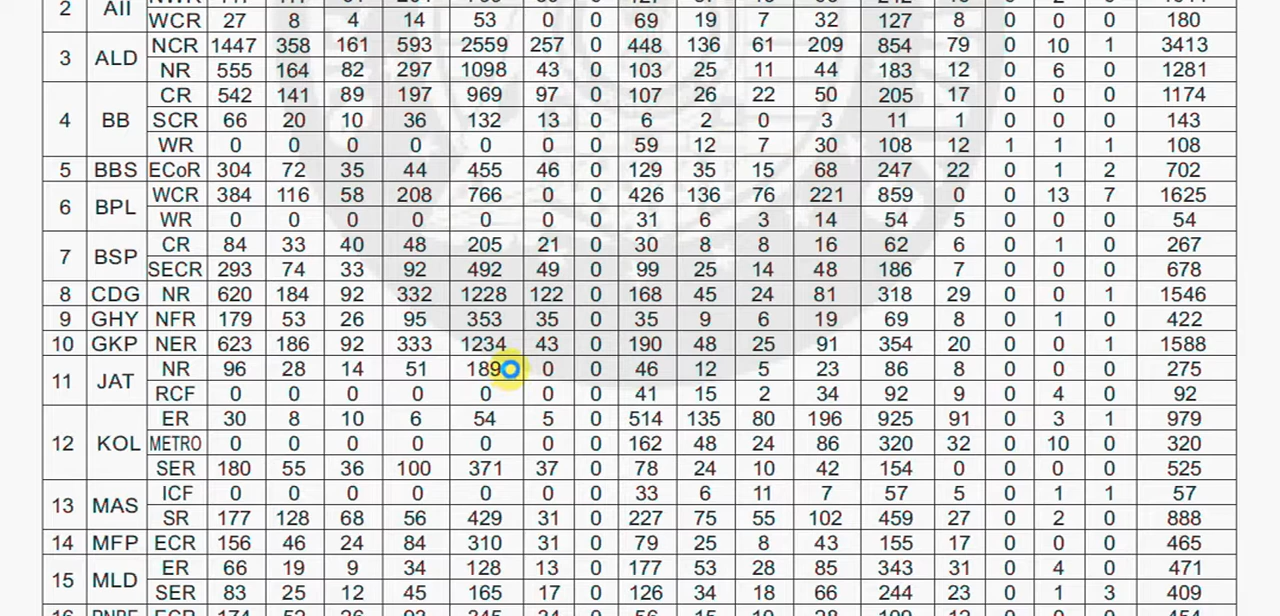 2 All
WCR 27 8 4 14 53 0 0 69 19 7 32 127 8 0 0 0 180
3 ALD NCR 1447 358 161 593 2559 257 0 448 136 61 209 854 79 0 10 1 3413
NR 555 164 82 297 1098 43 0 103 25 11 44 183 12 0 6 0 1281
4 BB CR 542 141 89 197 969 97 0 107 26 22 50 205 17 0 0 0 1174
SCR 66 20 10 36 132 13 0 6 2 0 3 11 1 0 0 0 143
WR 0 0 0 0 0 0 0 59 12 7 30 108 12 1 1 1 108
5 BBS ECoR 304 72 35 44 455 46 0 129 35 15 68 247 22 0 1 2 702
6 BPL WCR 384 116 58 208 766 0 0 426 136 76 221 859 0 0 13 7 1625
WR 0 0 0 0 0 0 0 31 6 3 14 54 5 0 0 0 54
7 BSP CR 84 33 40 48 205 21 0 30 8 8 16 62 6 0 1 0 267
SECR 293 74 33 92 492 49 0 99 25 14 48 186 7 0 0 0 678
8 CDG NR 620 184 92 332 1228 122 0 168 45 24 81 318 29 0 0 1 1546
9 GHY NFR 179 53 26 95 353 35 0 35 9 6 19 69 8 0 1 0 422
10 GKP NER 623 186 92 333 1234 43 0 190 48 25 91 354 20 0 0 1 1588
11 JAT NR 96 28 14 51 189 0 0 46 12 5 23 86 8 0 0 0 275
RCF 0 0 0 0 0 0 0 41 15 2 34 92 9 0 4 0 92
12 KOL ER 30 8 10 6 54 5 0 514 135 80 196 925 91 0 3 1 979
METRO 0 0 0 0 0 0 0 162 48 24 86 320 32 0 10 0 320
SER 180 55 36 100 371 37 0 78 24 10 42 154 0 0 0 0 525
13 MAS ICF 0 0 0 0 0 0 0 33 6 11 7 57 5 0 1 1 57
SR 177 128 68 56 429 31 0 227 75 55 102 459 27 0 2 0 888
14 MFP ECR 156 46 24 84 310 31 0 79 25 8 43 155 17 0 0 0 465
15 MLD ER 66 19 9 34 128 13 0 177 53 28 85 343 31 0 4 0 471
SER 83 25 12 45 165 17 0 126 34 18 66 244 23 0 1 3 409